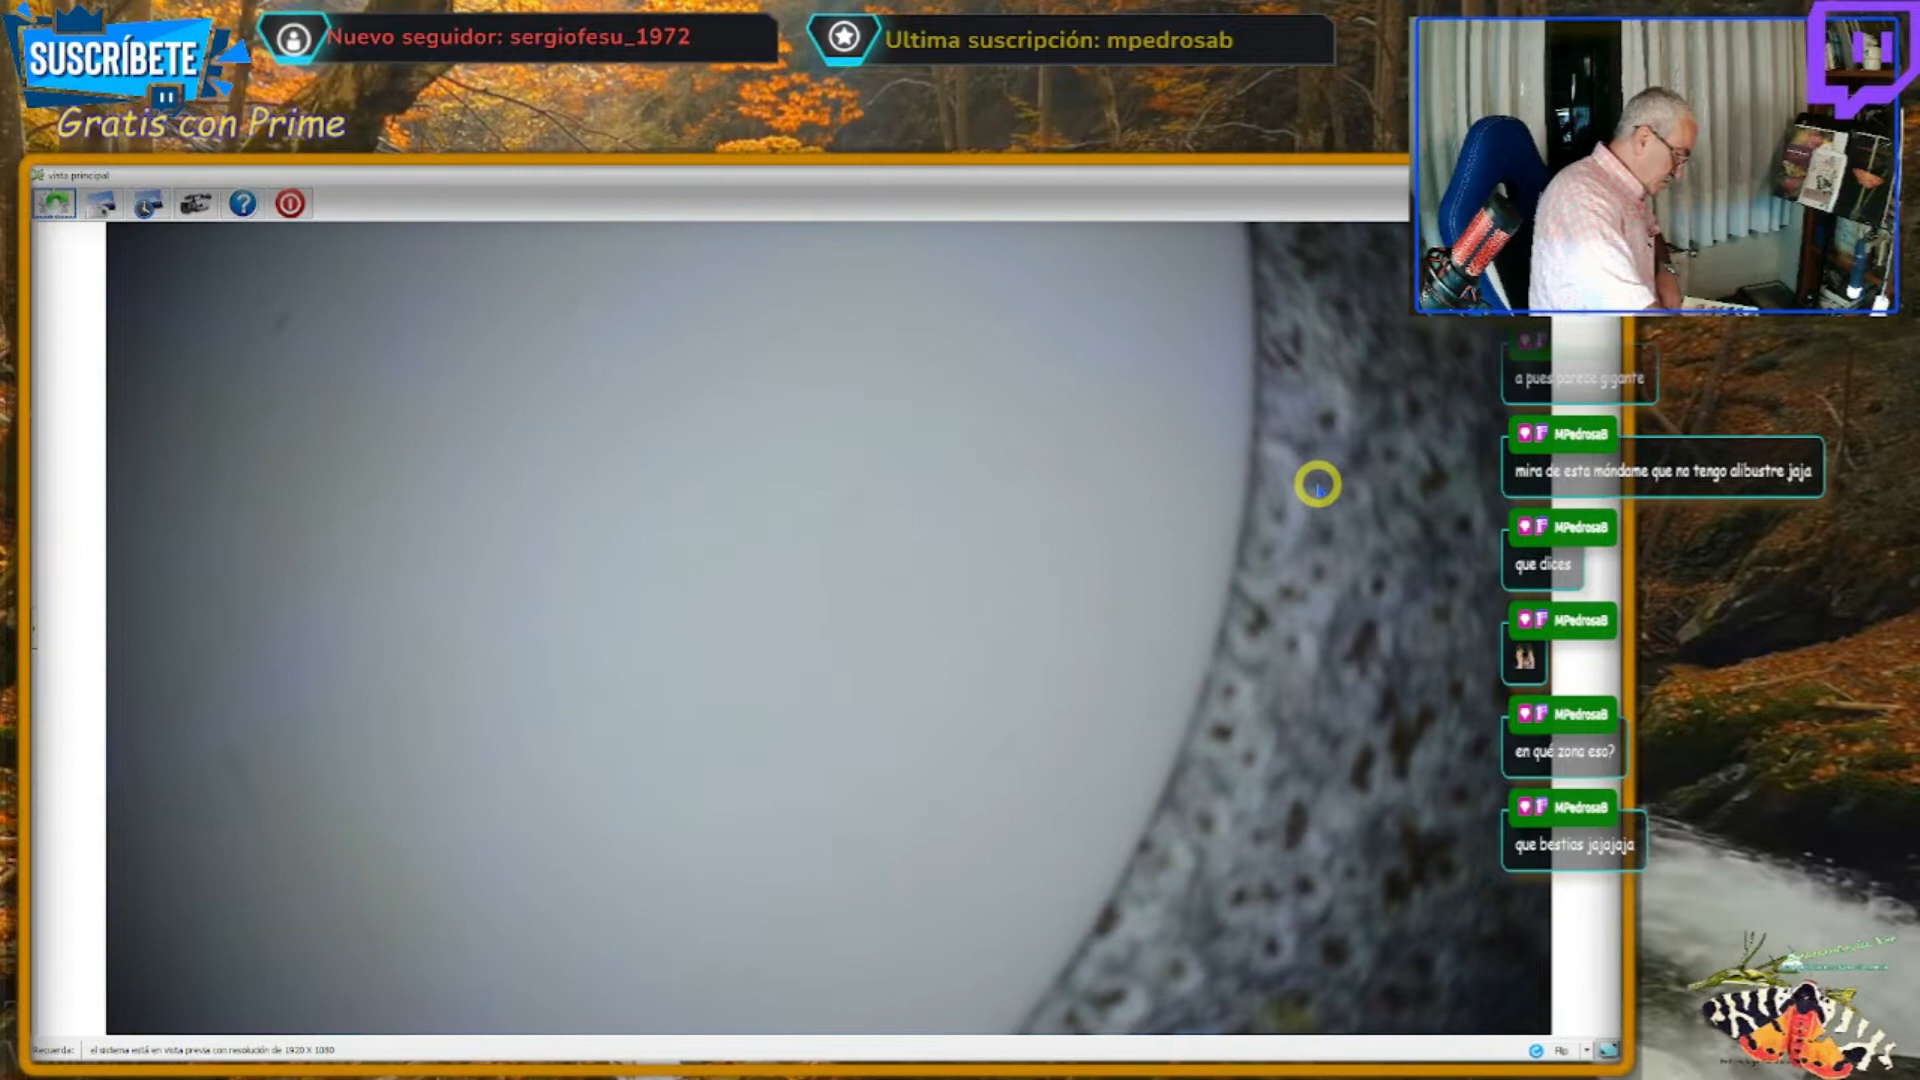 SUSCRÍBETE
Gratis con Prime
Nuevo seguidor: sergiofesu_1972
Ultima suscripción: mpedrosab
vista principal
a pues parece gigante
MPedrosaB
mira de esta mándame que no tengo alibustre jaja
MPedrosaB
que dices
MPedrosaB
MPedrosaB
en qué zona eso?
MPedrosaB
que bestias jajajaja
Recuerda:
el sistema está en vista previa con resolución de 1920 X 1080
Flip